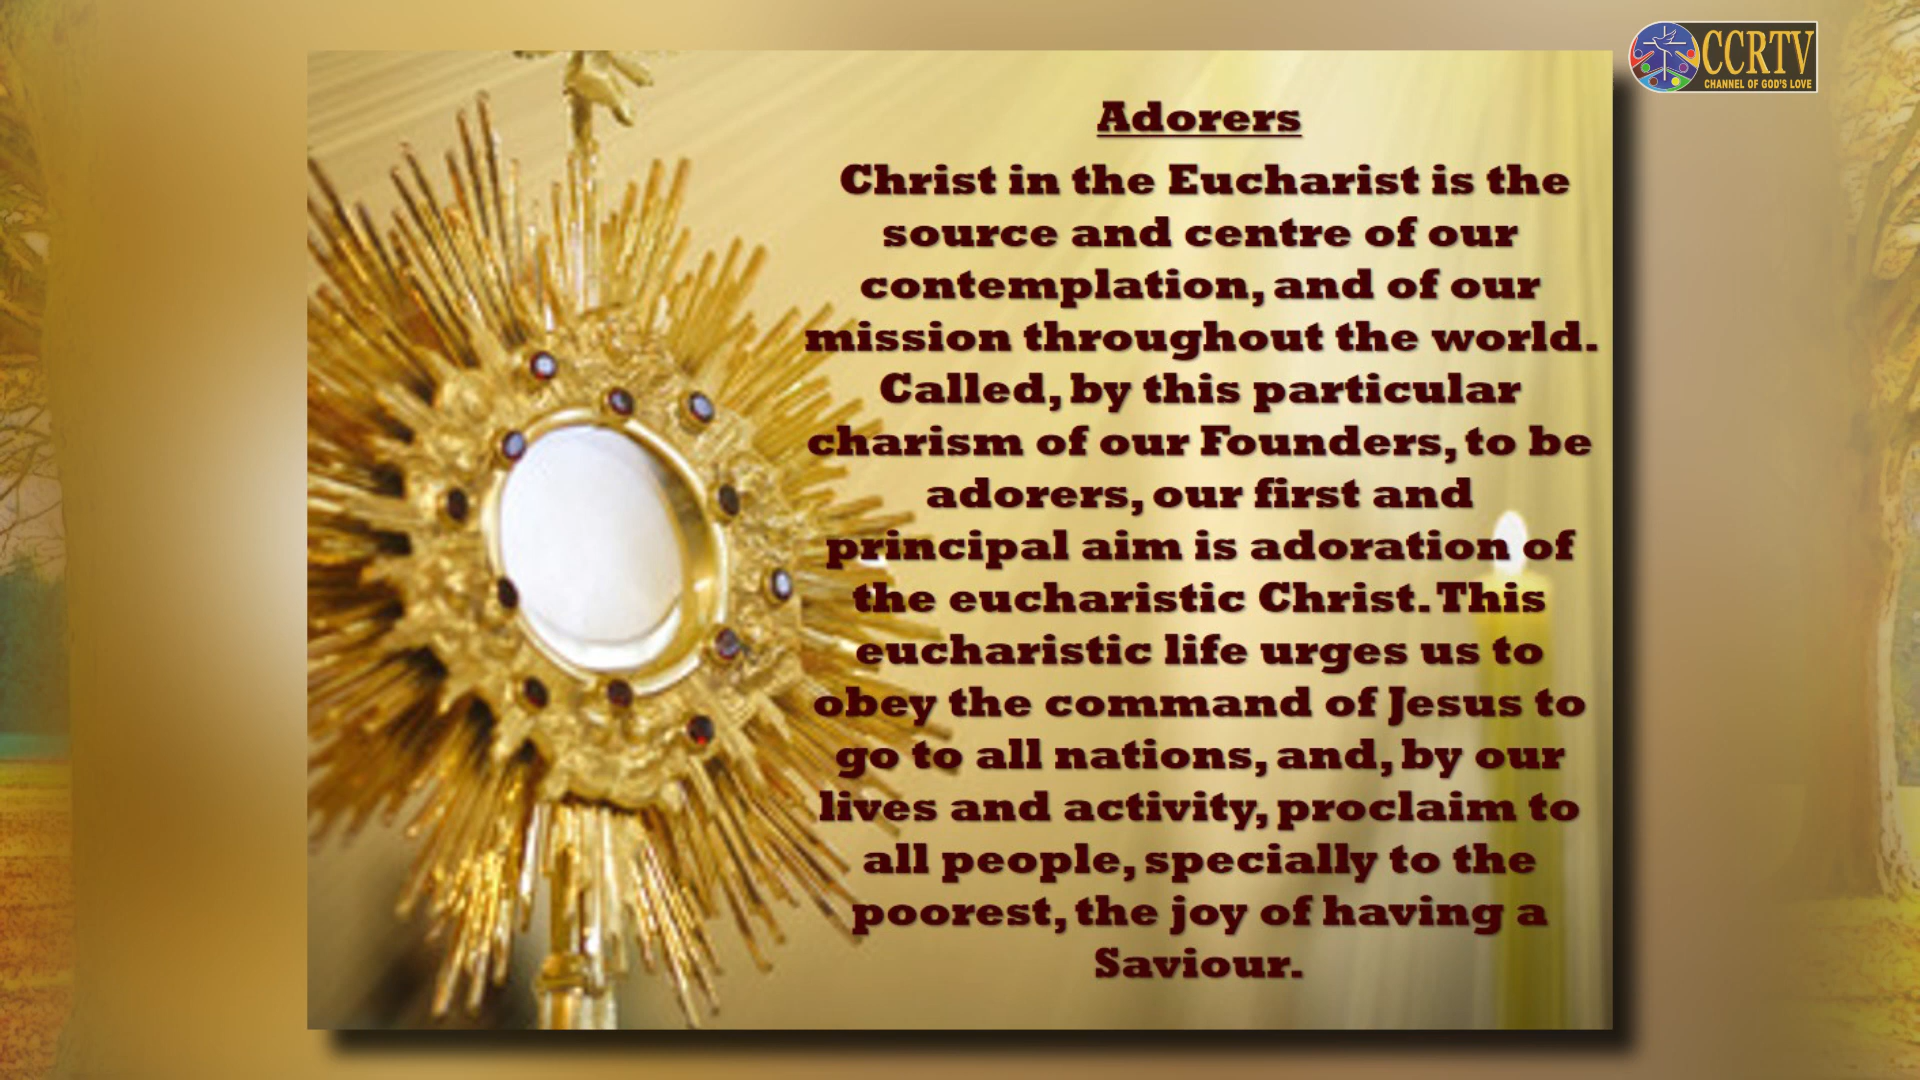 CCRTV
CHANNEL OF GOD'S LOVE
Adorers
Christ in the Eucharist is the
source and centre of our
contemplation, and of our
mission throughout the world.
Called, by this particular
charism of our Founders, to be
adorers, our first and
principal aim is adoration of
the eucharistic Christ. This
eucharistic life urges us to
obey the command of Jesus to
go to all nations, and, by our
lives and activity, proclaim to
all people, specially to the
poorest, the joy of having a
Saviour.